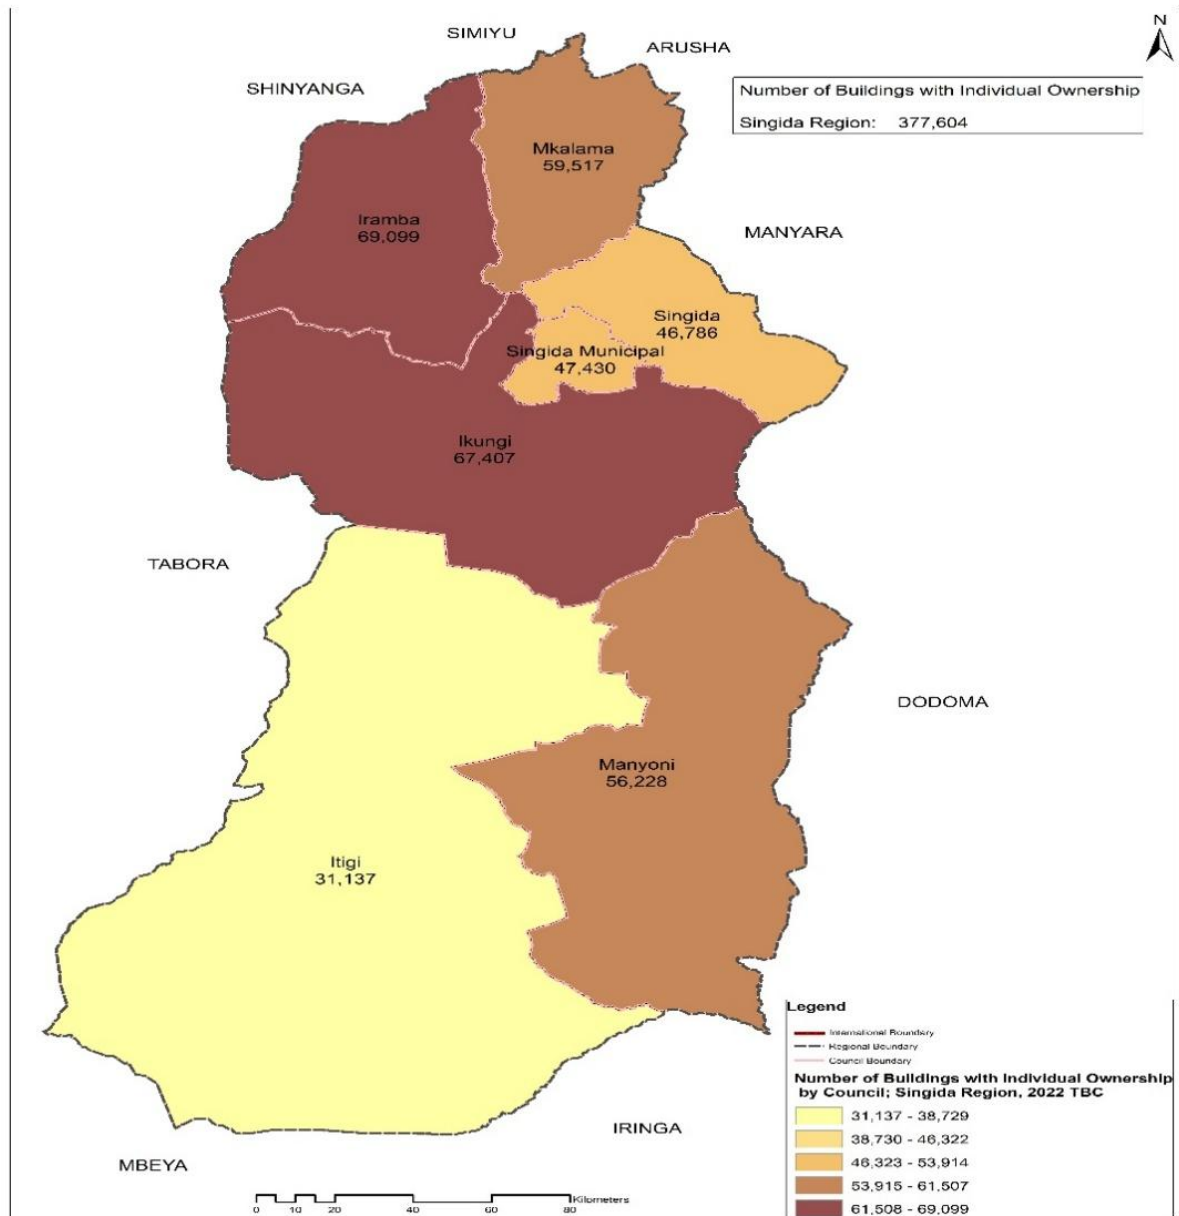 N
SIMIYU
ARUSHA
SHINYANGA
Number of Buildings with Individual Ownership
Singida Region: 377,604
Mkalama
59,517
Iramba
69,099
MANYARA
Singida
46,786
Singida Municipal
47,430
Ikungi
67,407
TABORA
DODOMA
Manyoni
56,228
Itigi
31,137
Legend
International Boundary
Regional Boundary
Council Boundary
Number of Buildings with Individual Ownership
by Council; Singida Region, 2022 TBC
31,137 - 38,729
38,730 - 46,322
46,323 - 53,914
53,915 - 61,507
61,508 - 69,099
IRINGA
MBEYA
Kilometers
0 10 20 40 60 80